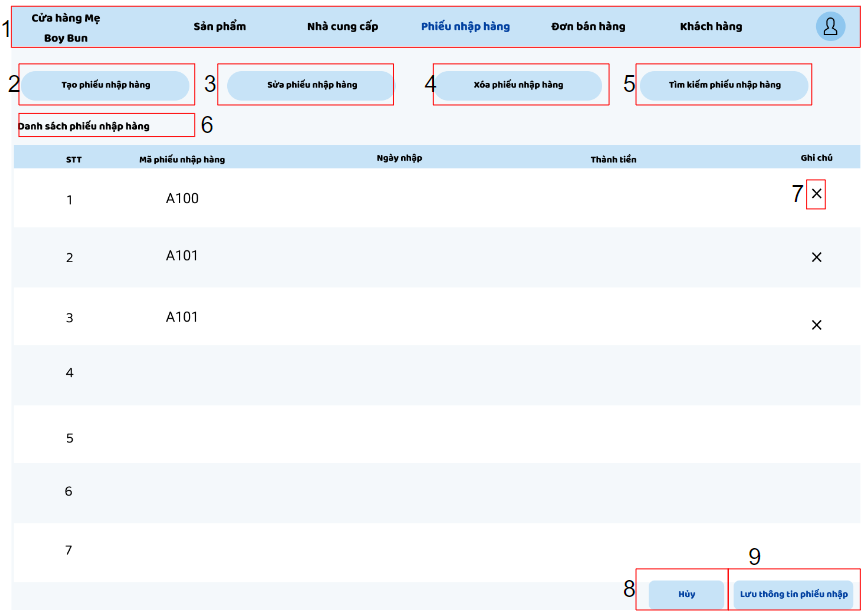 1 Cửa hàng Mẹ
Boy Bun
Sản phẩm Nhà cung cấp Phiếu nhập hàng Đơn bán hàng Khách hàng
2 Tạo phiếu nhập hàng 3 Sửa phiếu nhập hàng 4 Xóa phiếu nhập hàng 5 Tìm kiếm phiếu nhập hàng
Danh sách phiếu nhập hàng 6
STT Mã phiếu nhập hàng Ngày nhập Thành tiền Ghi chú
1 A100 7 ×
2 A101 ×
3 A101 ×
4
5
6
7
9
8 Hủy Lưu thông tin phiếu nhập